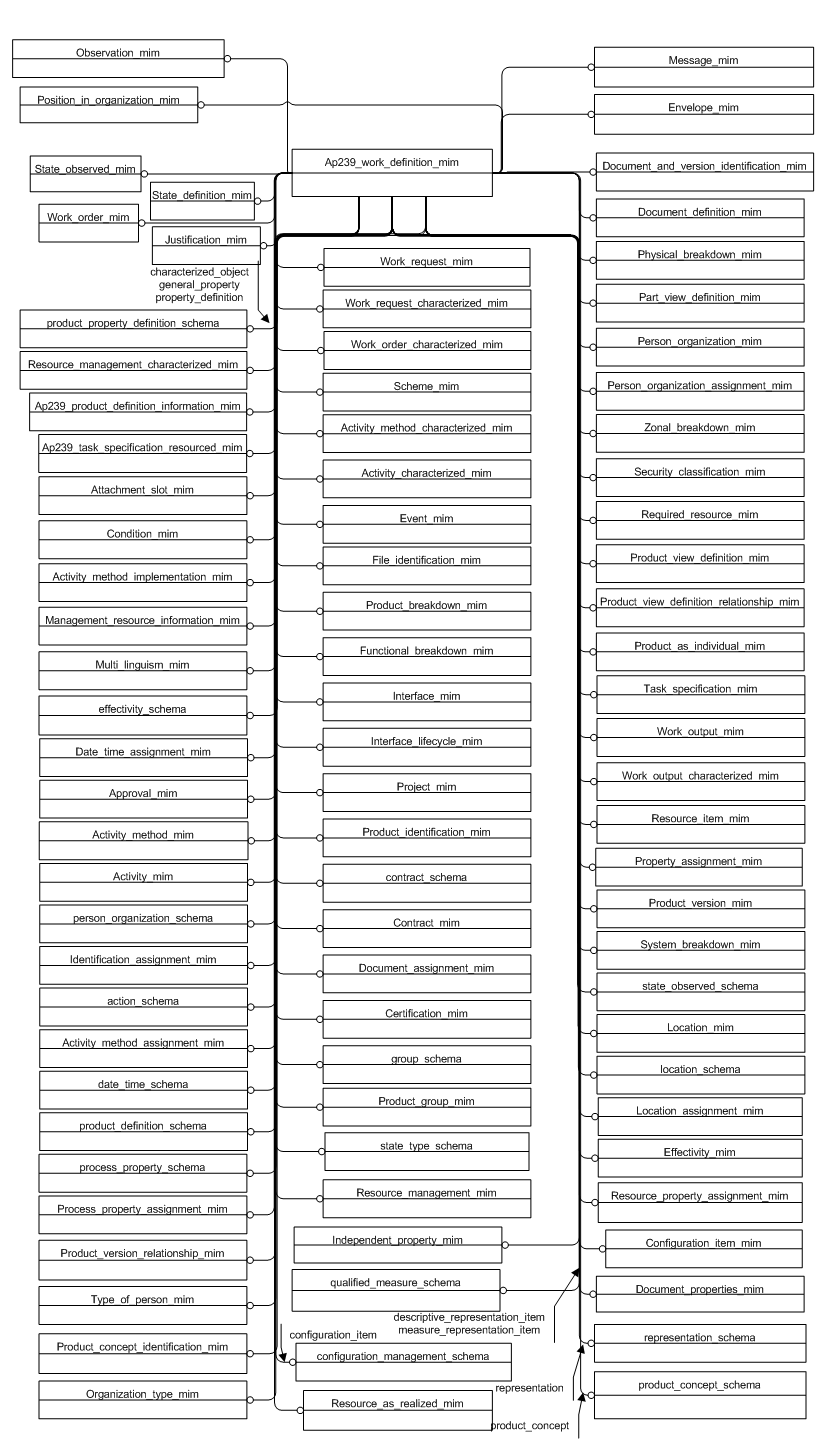 Observation_mim
Message_mim
Position_in_organization_mim
Envelope_mim
Ap239_work_definition_mim
State_observed_mim
Document_and_version_identification_mim
State_definition_mim
Work_order_mim
Document_definition_mim
Justification_mim
characterized_object
general_property
property_definition
product_property_definition_schema
Resource_management_characterized_mim
Ap239_product_definition_information_mim
Ap239_task_specification_resourced_mim
Attachment_slot_mim
Condition_mim
Activity_method_implementation_mim
Management_resource_information_mim
Multi_linguism_mim
effectivity_schema
Date_time_assignment_mim
Approval_mim
Activity_method_mim
Activity_mim
person_organization_schema
Identification_assignment_mim
action_schema
Activity_method_assignment_mim
date_time_schema
product_definition_schema
process_property_schema
Process_property_assignment_mim
Product_version_relationship_mim
Type_of_person_mim
Product_concept_identification_mim
Organization_type_mim
Work_request_mim
Work_request_characterized_mim
Work_order_characterized_mim
Scheme_mim
Activity_method_characterized_mim
Activity_characterized_mim
Event_mim
File_identification_mim
Product_breakdown_mim
Functional_breakdown_mim
Interface_mim
Interface_lifecycle_mim
Project_mim
Product_identification_mim
contract_schema
Contract_mim
Document_assignment_mim
Certification_mim
group_schema
Product_group_mim
state_type_schema
Resource_management_mim
Independent_property_mim
qualified_measure_schema
descriptive_representation_item
measure_representation_item
configuration_item
configuration_management_schema
representation
Resource_as_realized_mim
product_concept
Physical_breakdown_mim
Part_view_definition_mim
Person_organization_mim
Person_organization_assignment_mim
Zonal_breakdown_mim
Security_classification_mim
Required_resource_mim
Product_view_definition_mim
Product_view_definition_relationship_mim
Product_as_individual_mim
Task_specification_mim
Work_output_mim
Work_output_characterized_mim
Resource_item_mim
Property_assignment_mim
Product_version_mim
System_breakdown_mim
state_observed_schema
Location_mim
location_schema
Location_assignment_mim
Effectivity_mim
Resource_property_assignment_mim
Configuration_item_mim
Document_properties_mim
representation_schema
product_concept_schema